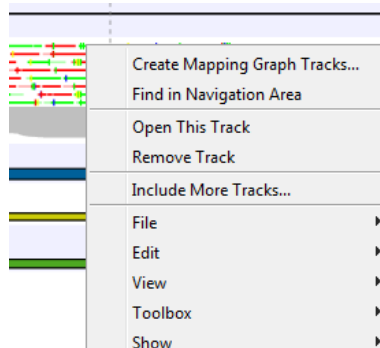 Create Mapping Graph Tracks...
Find in Navigation Area
Open This Track
Remove Track
Include More Tracks...
File
Edit
View
Toolbox
Show